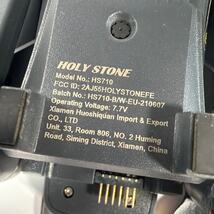 HOLY STONE
Model No.: HS710
FCC ID: 2AJ55HOLYSTONEFE
Batch No.: HS710-B/W-EU-210607
Operating Voltage: 7.7V
Xiamen Huoshiquan Import & Export
CO., LTD
Unit. 33, Room 806, NO. 2 Huming
Road, Siming District, Xiamen, China